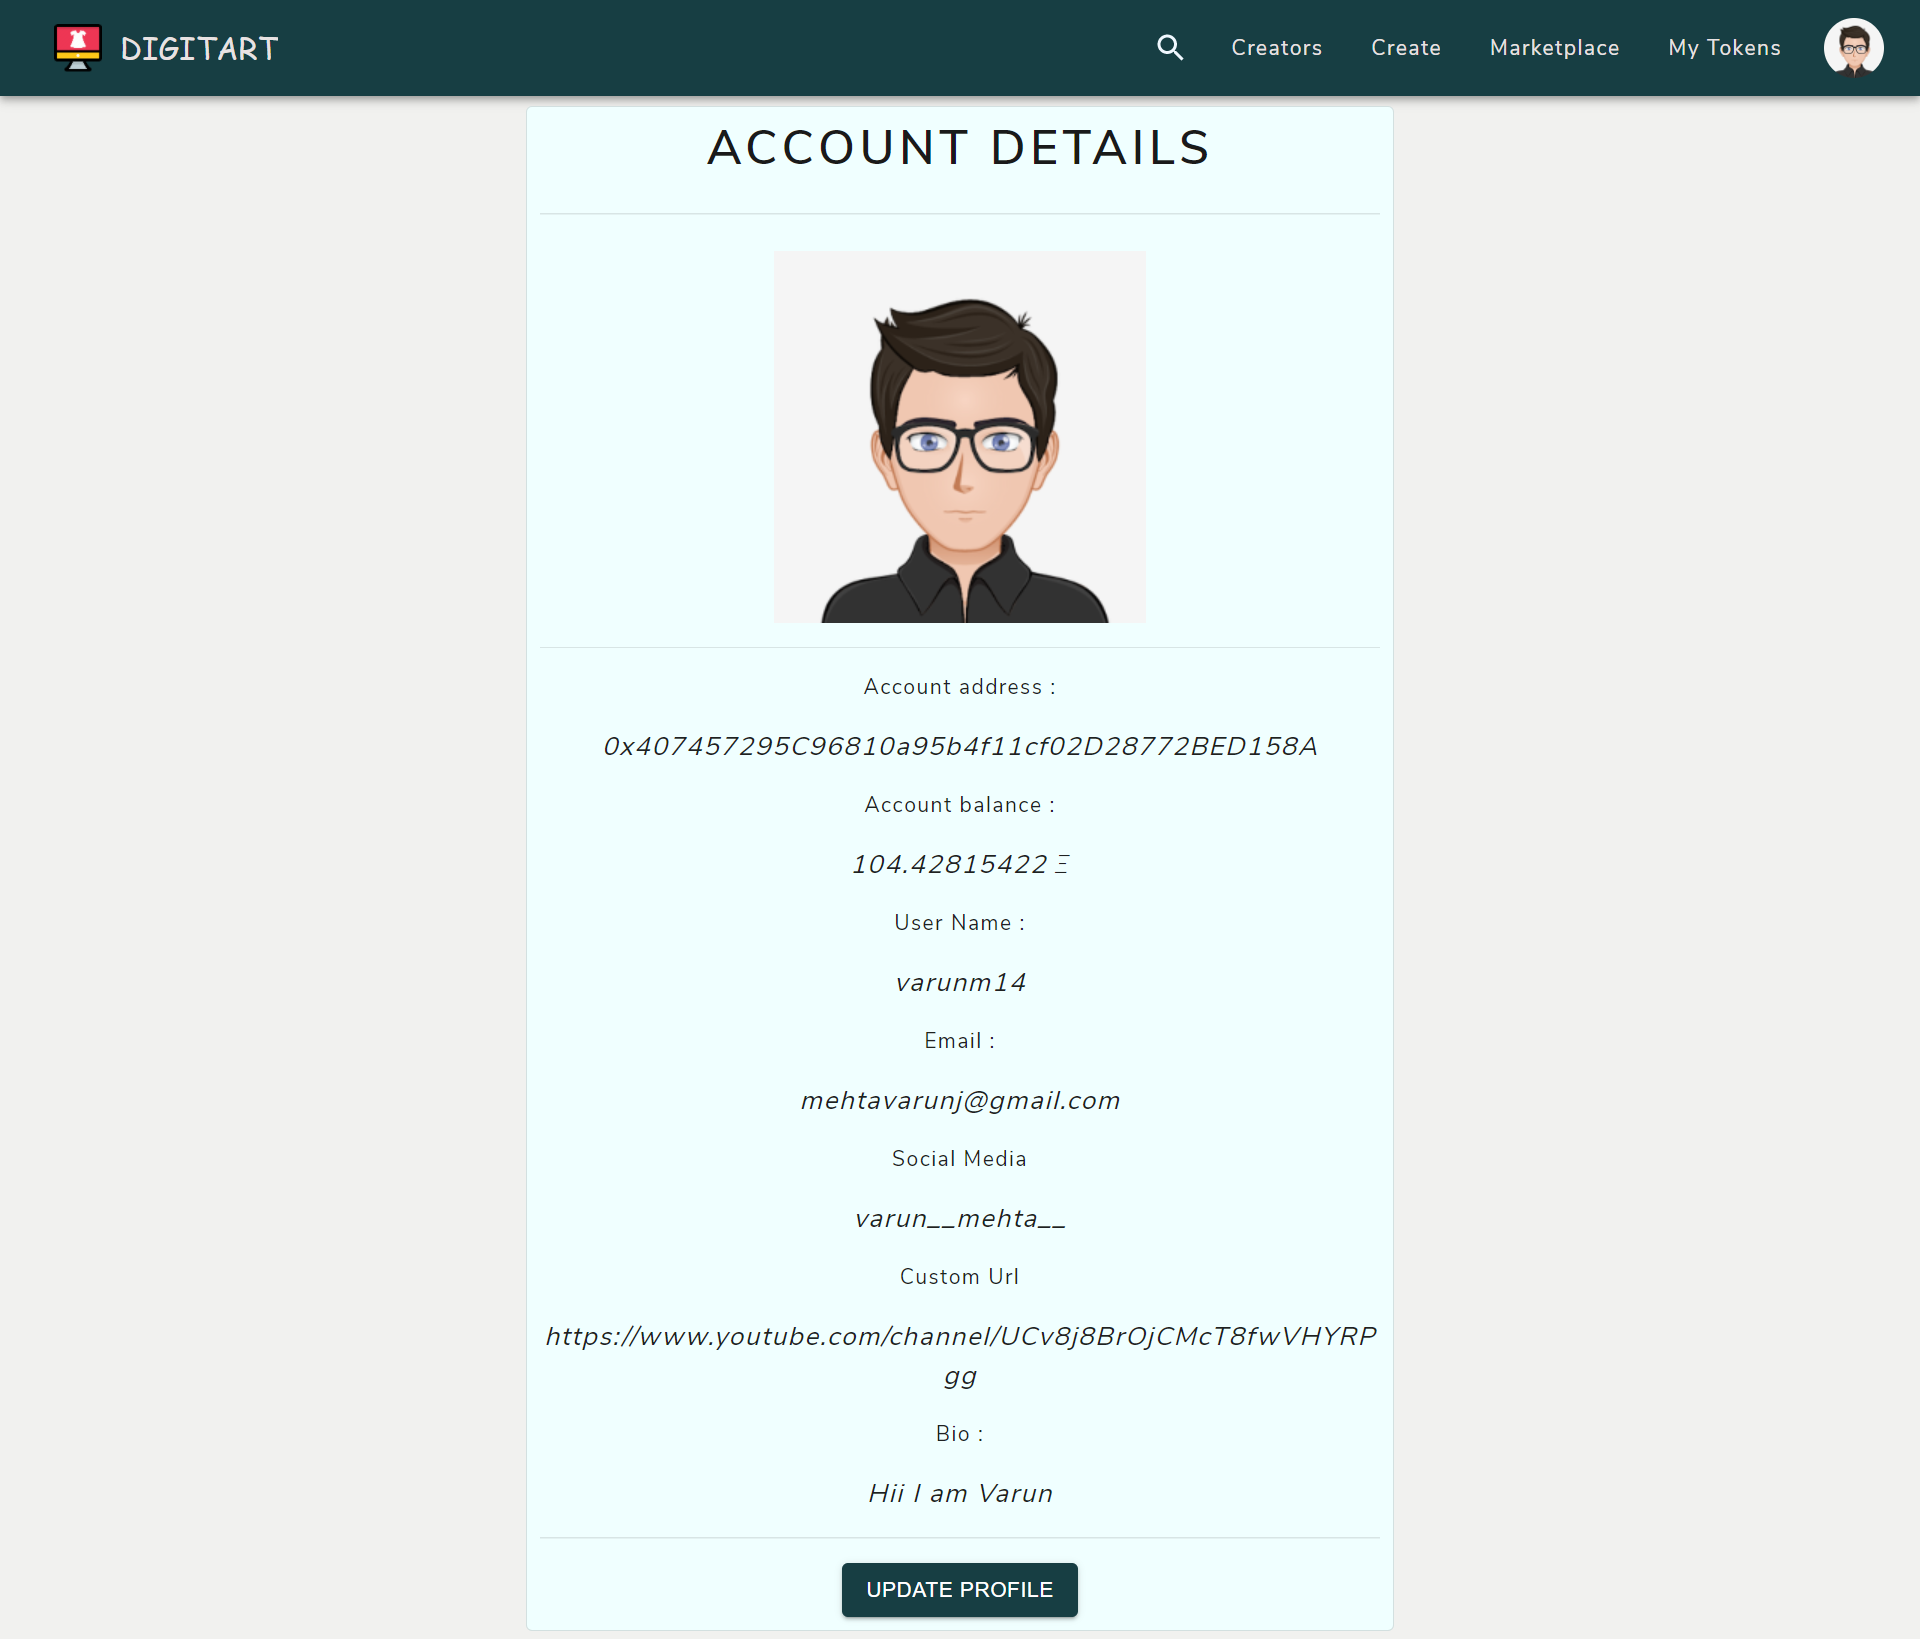 DIGITART
Creators
Create
Marketplace
My Tokens
ACCOUNT DETAILS
Account address :
0x407457295C96810a95b4f11cf02D28772BED158A
Account balance :
104.42815422 Ξ
User Name :
varunm14
Email :
mehtavarunj@gmail.com
Social Media
varun__mehta__
Custom Url
https://www.youtube.com/channel/UCv8j8BrOjCMcT8fwVHYRP
gg
Bio :
Hii I am Varun
UPDATE PROFILE